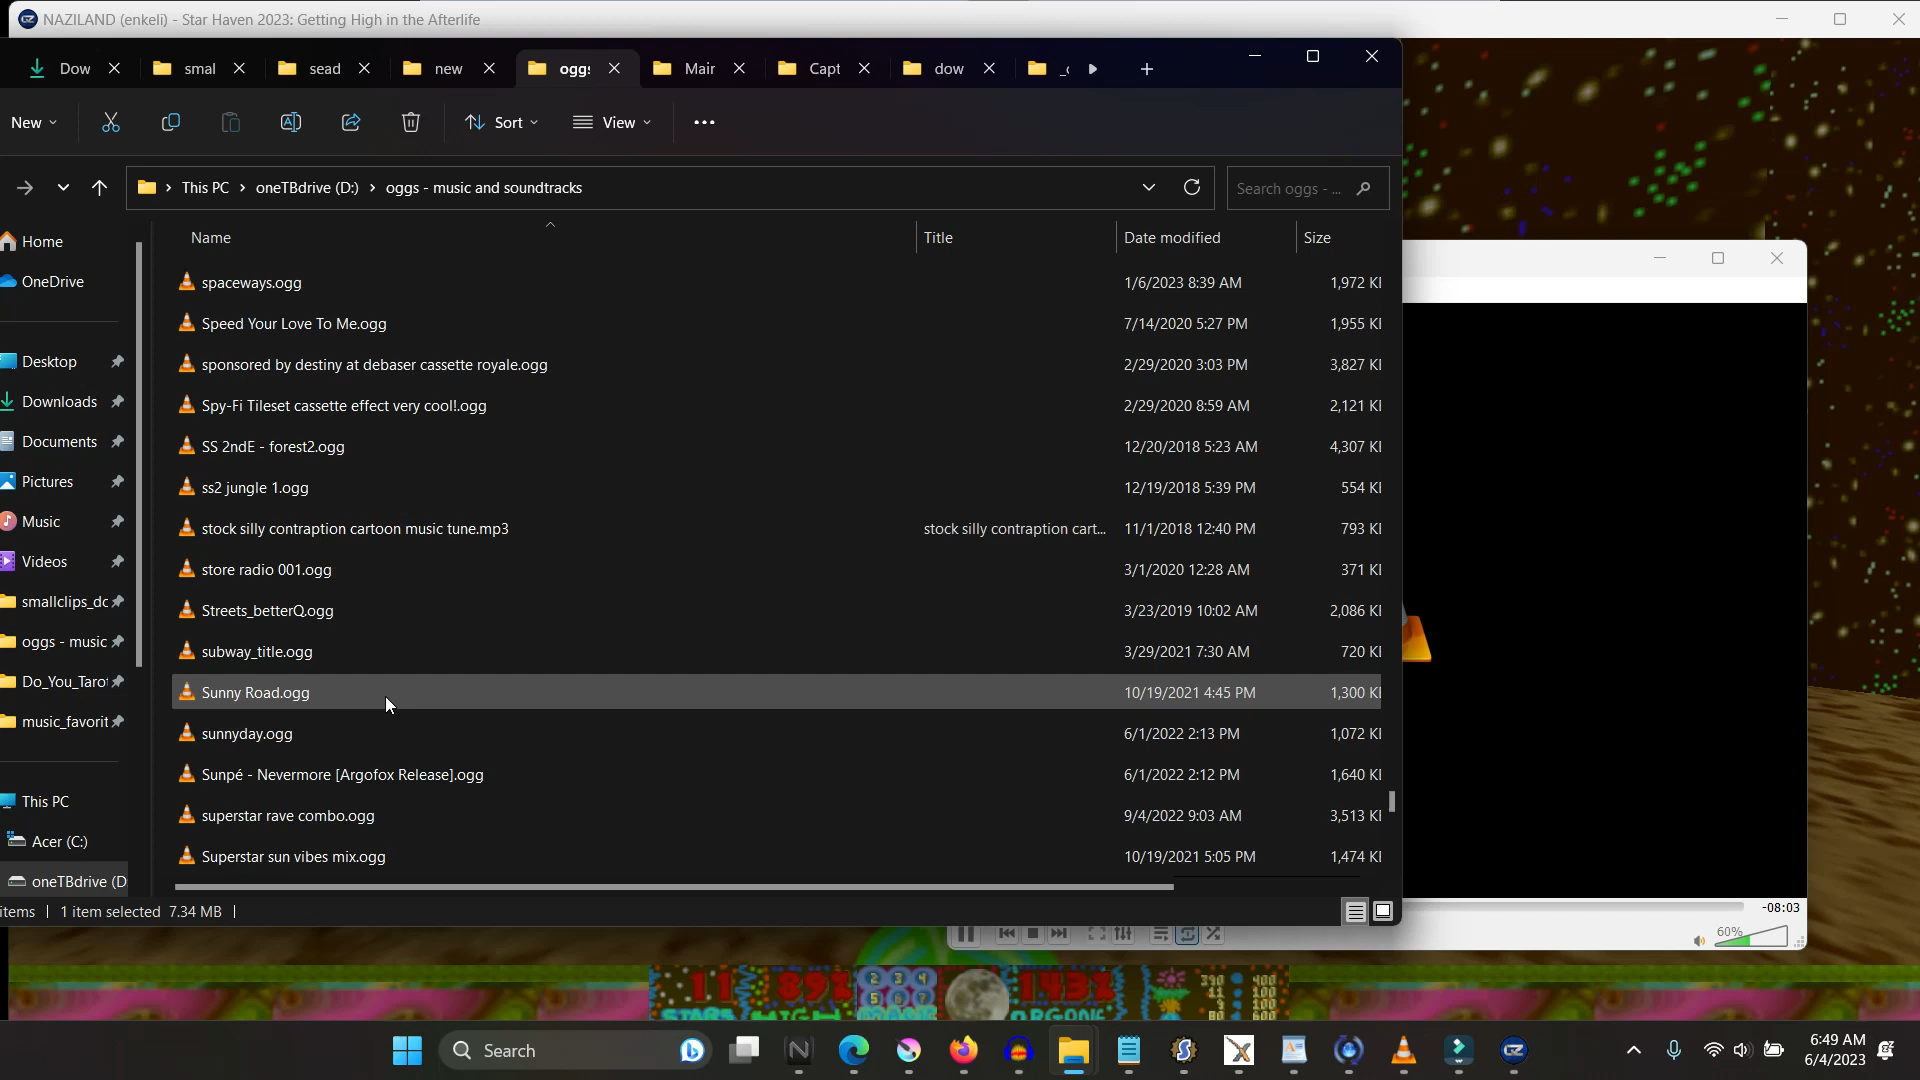 NAZILAND (enkeli) - Star Haven 2023: Getting High in the Afterlife
Dow smal sead new ogg: Mair Capt dow
New Sort View
This PC > oneTBdrive (D:) > oggs - music and soundtracks
Search oggs - ...
Home
OneDrive
Desktop
Downloads
Documents
Pictures
Music
Videos
smallclips_dc
oggs - music
Do_You_Taro
music_favorit
This PC
Acer (C:)
oneTBdrive (D
Name Title Date modified Size
spaceways.ogg 1/6/2023 8:39 AM 1,972 KI
Speed Your Love To Me.ogg 7/14/2020 5:27 PM 1,955 KI
sponsored by destiny at debaser cassette royale.ogg 2/29/2020 3:03 PM 3,827 KI
Spy-Fi Tileset cassette effect very cool!.ogg 2/29/2020 8:59 AM 2,121 KI
SS 2ndE - forest2.ogg 12/20/2018 5:23 AM 4,307 KI
ss2 jungle 1.ogg 12/19/2018 5:39 PM 554 KI
stock silly contraption cartoon music tune.mp3 stock silly contraption cart... 11/1/2018 12:40 PM 793 KI
store radio 001.ogg 3/1/2020 12:28 AM 371 KI
Streets_betterQ.ogg 3/23/2019 10:02 AM 2,086 KI
subway_title.ogg 3/29/2021 7:30 AM 720 KI
Sunny Road.ogg 10/19/2021 4:45 PM 1,300 KI
sunnyday.ogg 6/1/2022 2:13 PM 1,072 KI
Sunpé - Nevermore [Argofox Release].ogg 6/1/2022 2:12 PM 1,640 KI
superstar rave combo.ogg 9/4/2022 9:03 AM 3,513 KI
Superstar sun vibes mix.ogg 10/19/2021 5:05 PM 1,474 KI
items 1 item selected 7.34 MB
-08:03
60%
11 89% 2 3 4 143% 400
Search
6:49 AM
6/4/2023